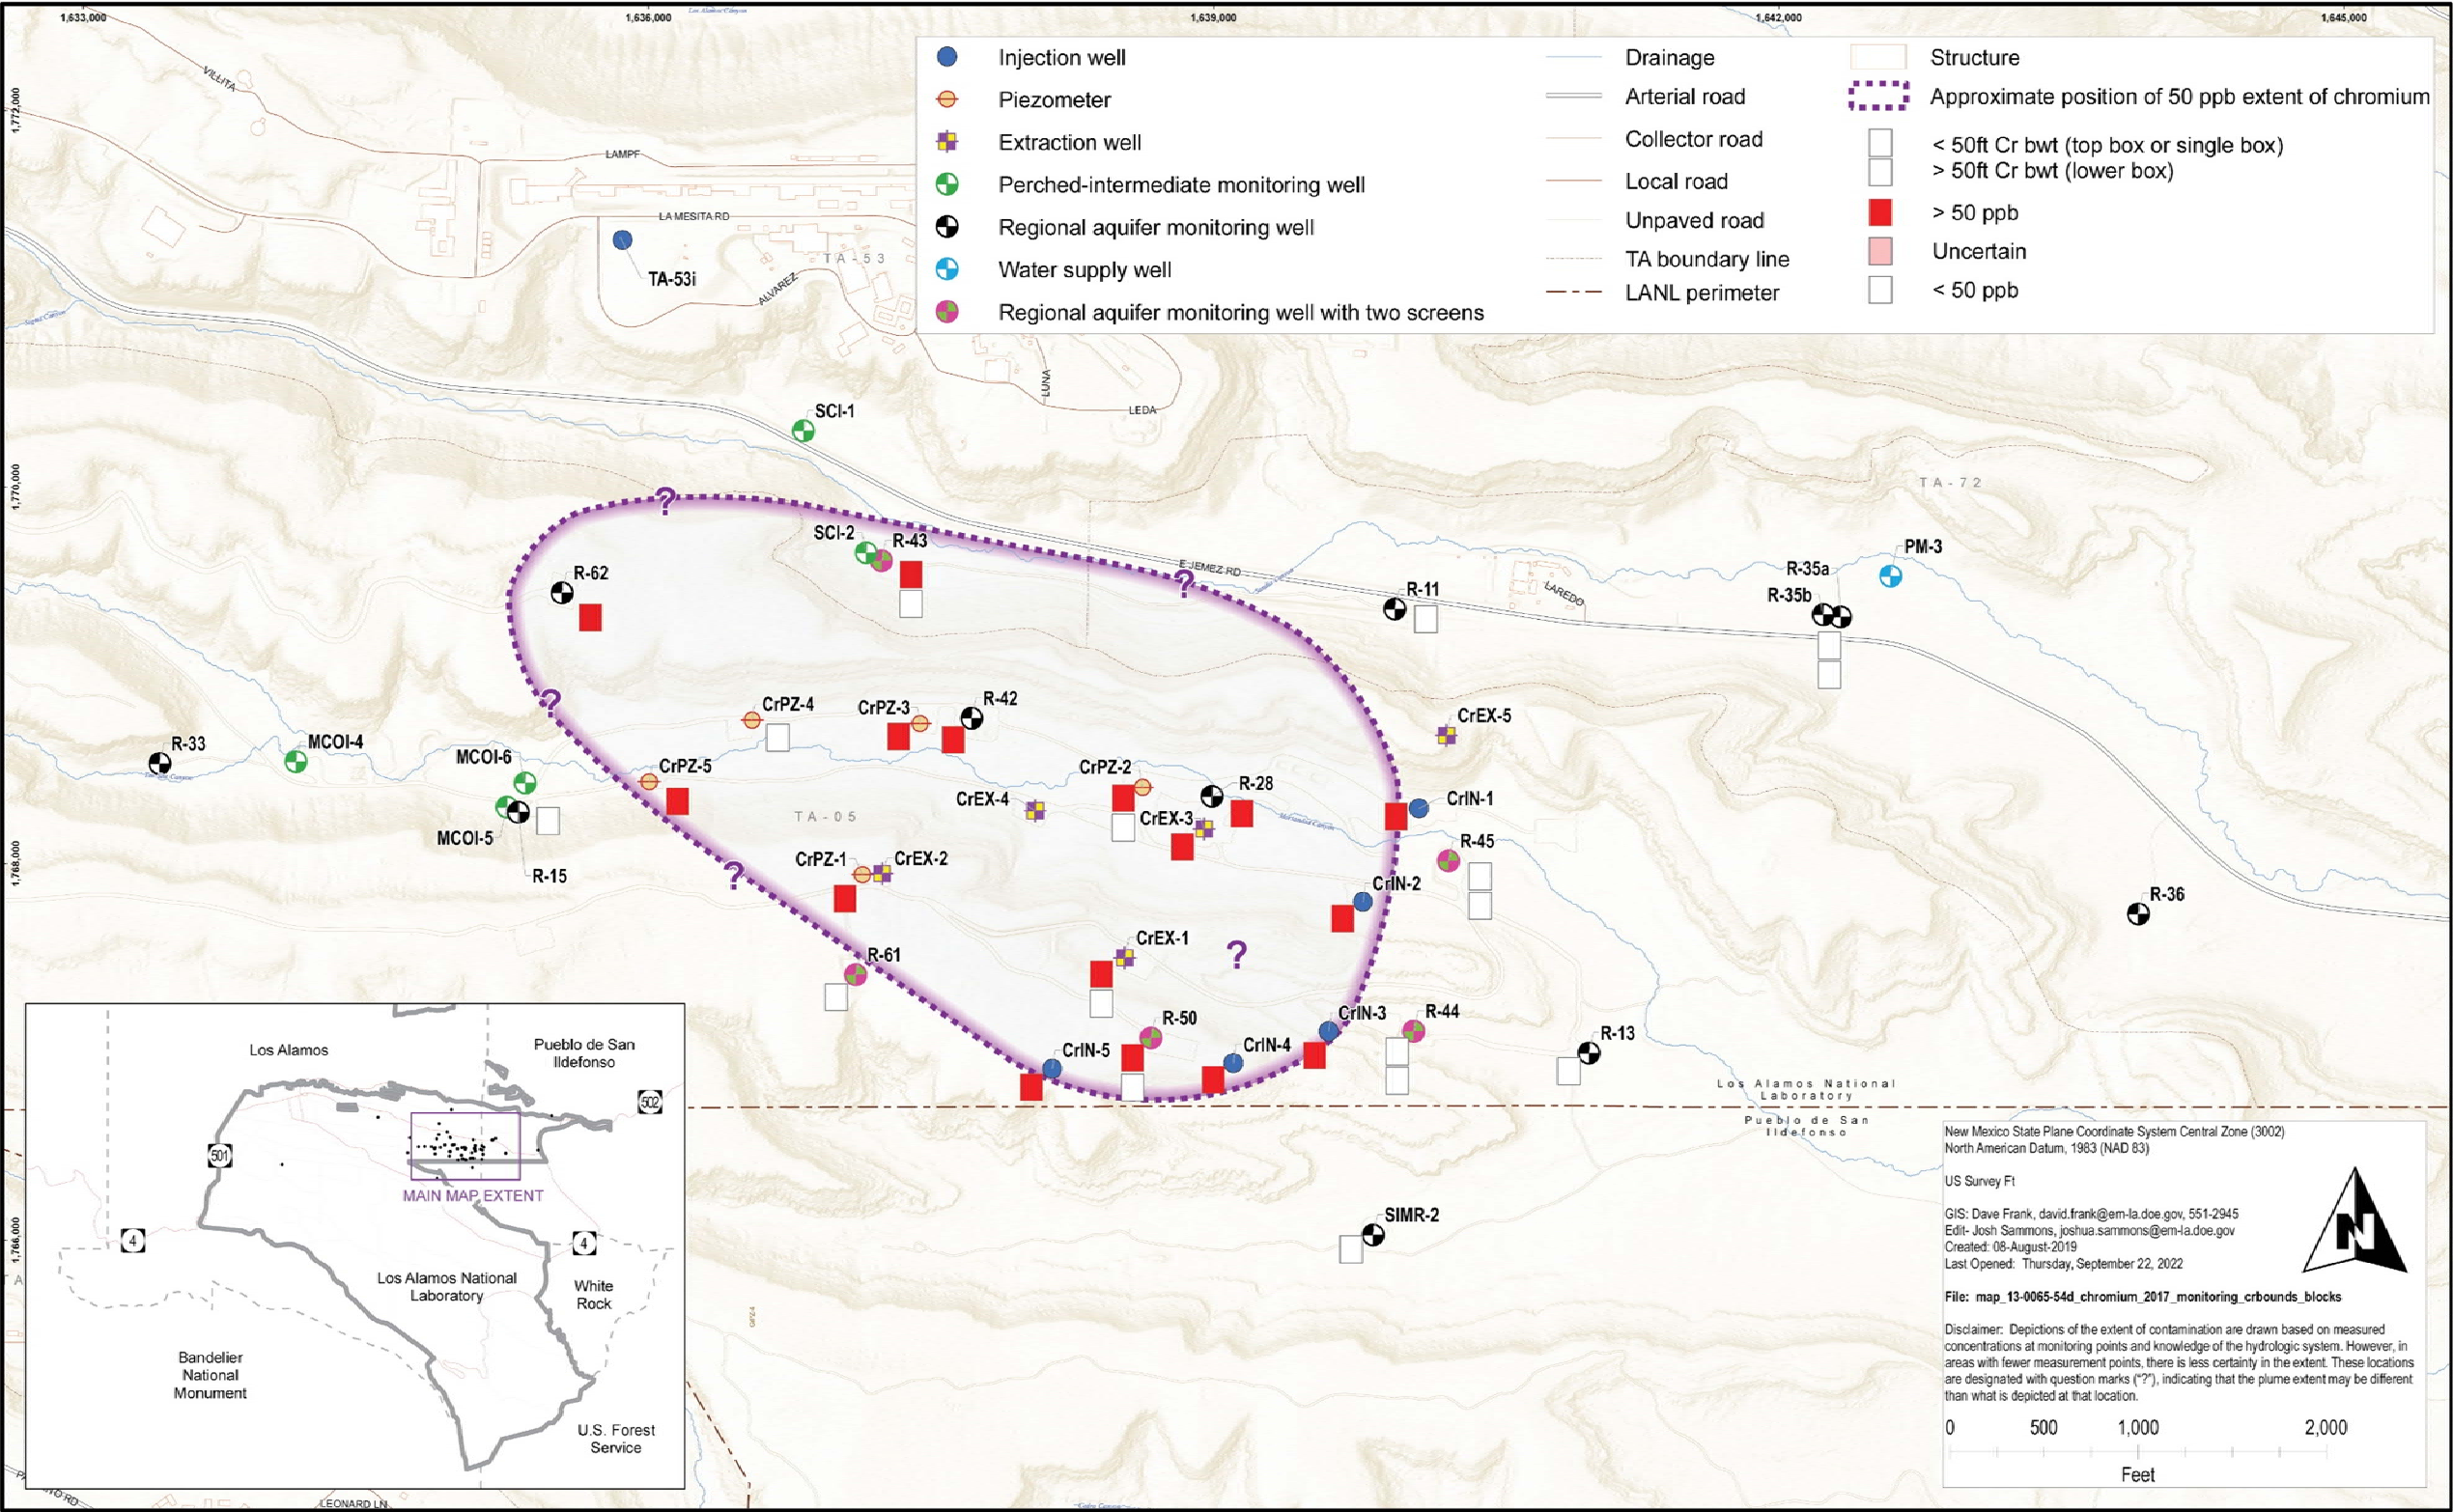 1,633,000
1,636,000
1,639,000
1,642,000
1,645,000
Los Alamos Canyon
1,772,000
1,770,000
1,768,000
1,766,000
Injection well
Piezometer
Extraction well
Perched-intermediate monitoring well
Regional aquifer monitoring well
Water supply well
Regional aquifer monitoring well with two screens
Drainage
Arterial road
Collector road
Local road
Unpaved road
TA boundary line
LANL perimeter
Structure
Approximate position of 50 ppb extent of chromium
< 50ft Cr bwt (top box or single box)
> 50ft Cr bwt (lower box)
> 50 ppb
Uncertain
< 50 ppb
VILLITA
LAMPF
LA MESITA RD
TA-53i
TA-53
ALVAREZ
LUNA
LEDA
Sandia Canyon
SCI-1
TA-72
?
SCI-2
R-43
E JEMEZ RD
?
R-62
R-11
LAREDO
R-35a
R-35b
PM-3
?
CrPZ-4
CrPZ-3
R-42
CrEX-5
R-33
MCOI-4
MCOI-6
CrPZ-5
CrPZ-2
R-28
CrEX-4
CrEX-3
CrIN-1
Mortandad Canyon
TA-05
MCOI-5
R-15
R-45
CrPZ-1
CrEX-2
?
CrIN-2
R-36
R-61
CrEX-1
?
R-50
CrIN-3
R-44
R-13
CrIN-5
CrIN-4
Los Alamos National
Laboratory
Pueblo de San
Ildefonso
SIMR-2
Los Alamos
Pueblo de San
Ildefonso
502
501
MAIN MAP EXTENT
4
4
Los Alamos National
Laboratory
White
Rock
Bandelier
National
Monument
U.S. Forest
Service
LEONARD LN
New Mexico State Plane Coordinate System Central Zone (3002)
North American Datum, 1983 (NAD 83)
US Survey Ft
GIS: Dave Frank, david.frank@em-la.doe.gov, 551-2945
Edit- Josh Sammons, joshua.sammons@em-la.doe.gov
Created: 08-August-2019
Last Opened: Thursday, September 22, 2022
N
File: map_13-0065-54d_chromium_2017_monitoring_crbounds_blocks
Disclaimer: Depictions of the extent of contamination are drawn based on measured
concentrations at monitoring points and knowledge of the hydrologic system. However, in
areas with fewer measurement points, there is less certainty in the extent. These locations
are designated with question marks ("?"), indicating that the plume extent may be different
than what is depicted at that location.
0 500 1,000 2,000
Feet